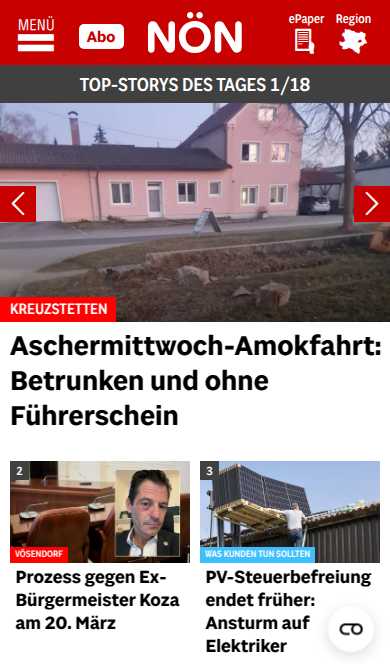 MENÜ
Abo
NÖN
ePaper
Region
TOP-STORYS DES TAGES 1/18
KREUZSTETTEN
Aschermittwoch-Amokfahrt:
Betrunken und ohne
Führerschein
2
VÖSENDORF
Prozess gegen Ex-
Bürgermeister Koza
am 20. März
3
WAS KUNDEN TUN SOLLTEN
PV-Steuerbefreiung
endet früher:
Ansturm auf
Elektriker